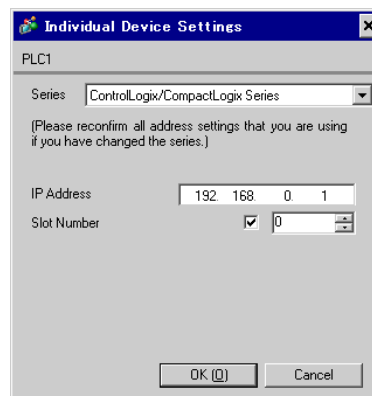 Individual Device Settings
PLC1
Series ControlLogix/CompactLogix Series
(Please reconfirm all address settings that you are using
if you have changed the series.)
IP Address 192. 168. 0. 1
Slot Number 0
OK (O) Cancel